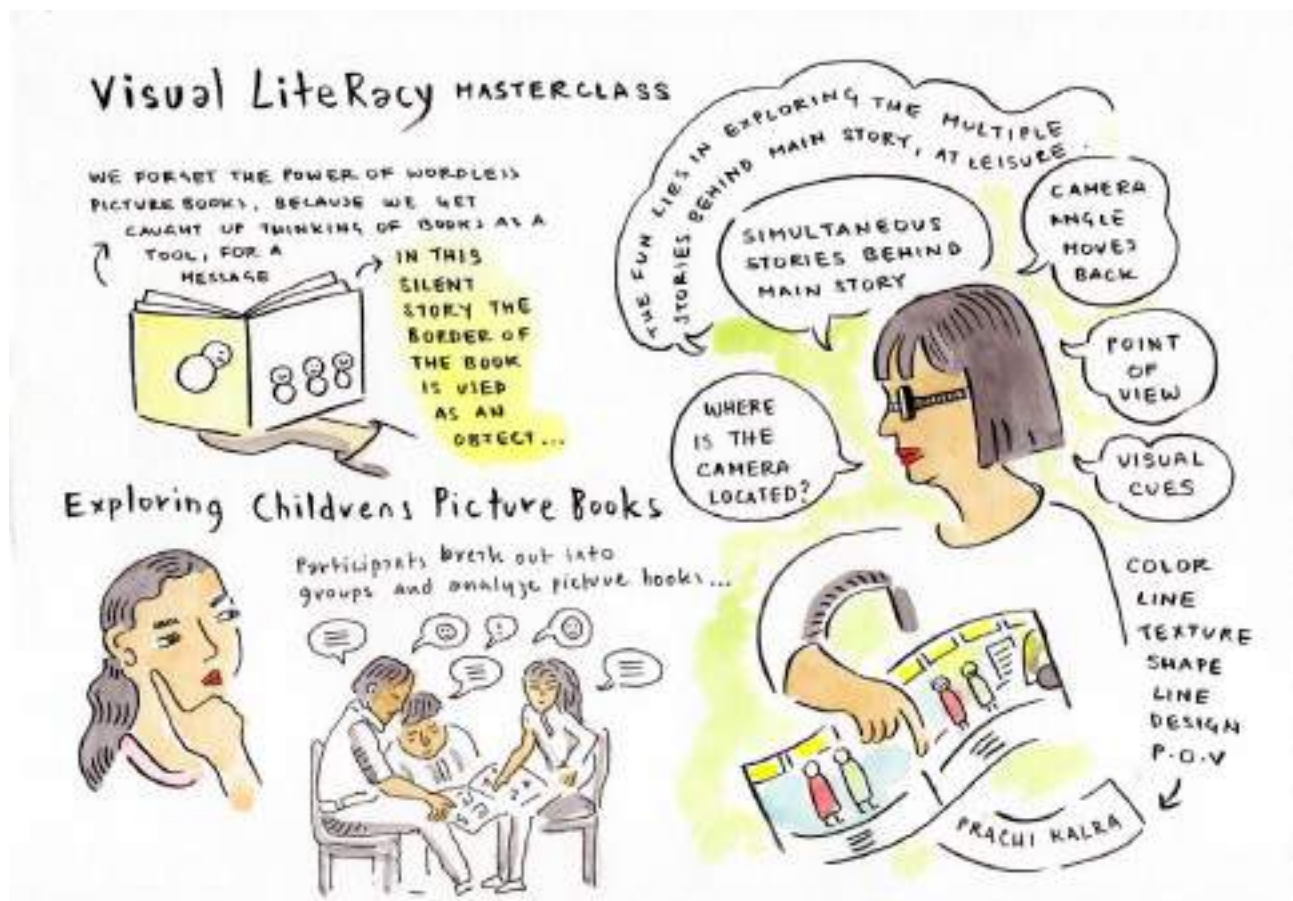 Visual LiteRacy MASTERCLASS
WE FORGET THE POWER OF WORDLESS
PICTURE BOOKS, BECAUSE WE GET
CAUGHT UP THINKING OF BOOKS AS A
TOOL, FOR A
MESSAGE
IN THIS
SILENT
STORY THE
BORDER OF
THE BOOK
IS USED
AS AN
OBJECT...
THE FUN LIES IN EXPLORING THE MULTIPLE
STORIES BEHIND MAIN STORY, AT LEISURE.
SIMULTANEOUS
STORIES BEHIND
MAIN STORY
CAMERA
ANGLE
MOVES
BACK
POINT
OF
VIEW
WHERE
IS THE
CAMERA
LOCATED?
VISUAL
CUES
Exploring Childrens Picture Books
Participants break out into
groups and analyze picture books...
COLOR
LINE
TEXTURE
SHAPE
LINE
DESIGN
P.O.V
PRACHI KALRA